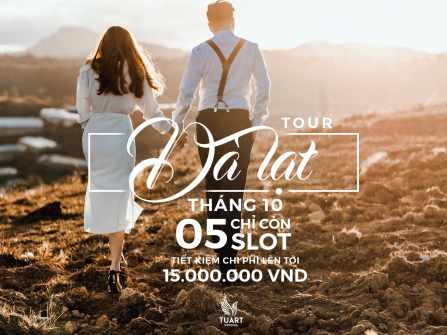 TOUR
Đà lạt
THÁNG 10
05 CHỈ CÒN
SLOT
TIẾT KIỆM CHI PHÍ LÊN TỚI
15.000.000 VND
TUART